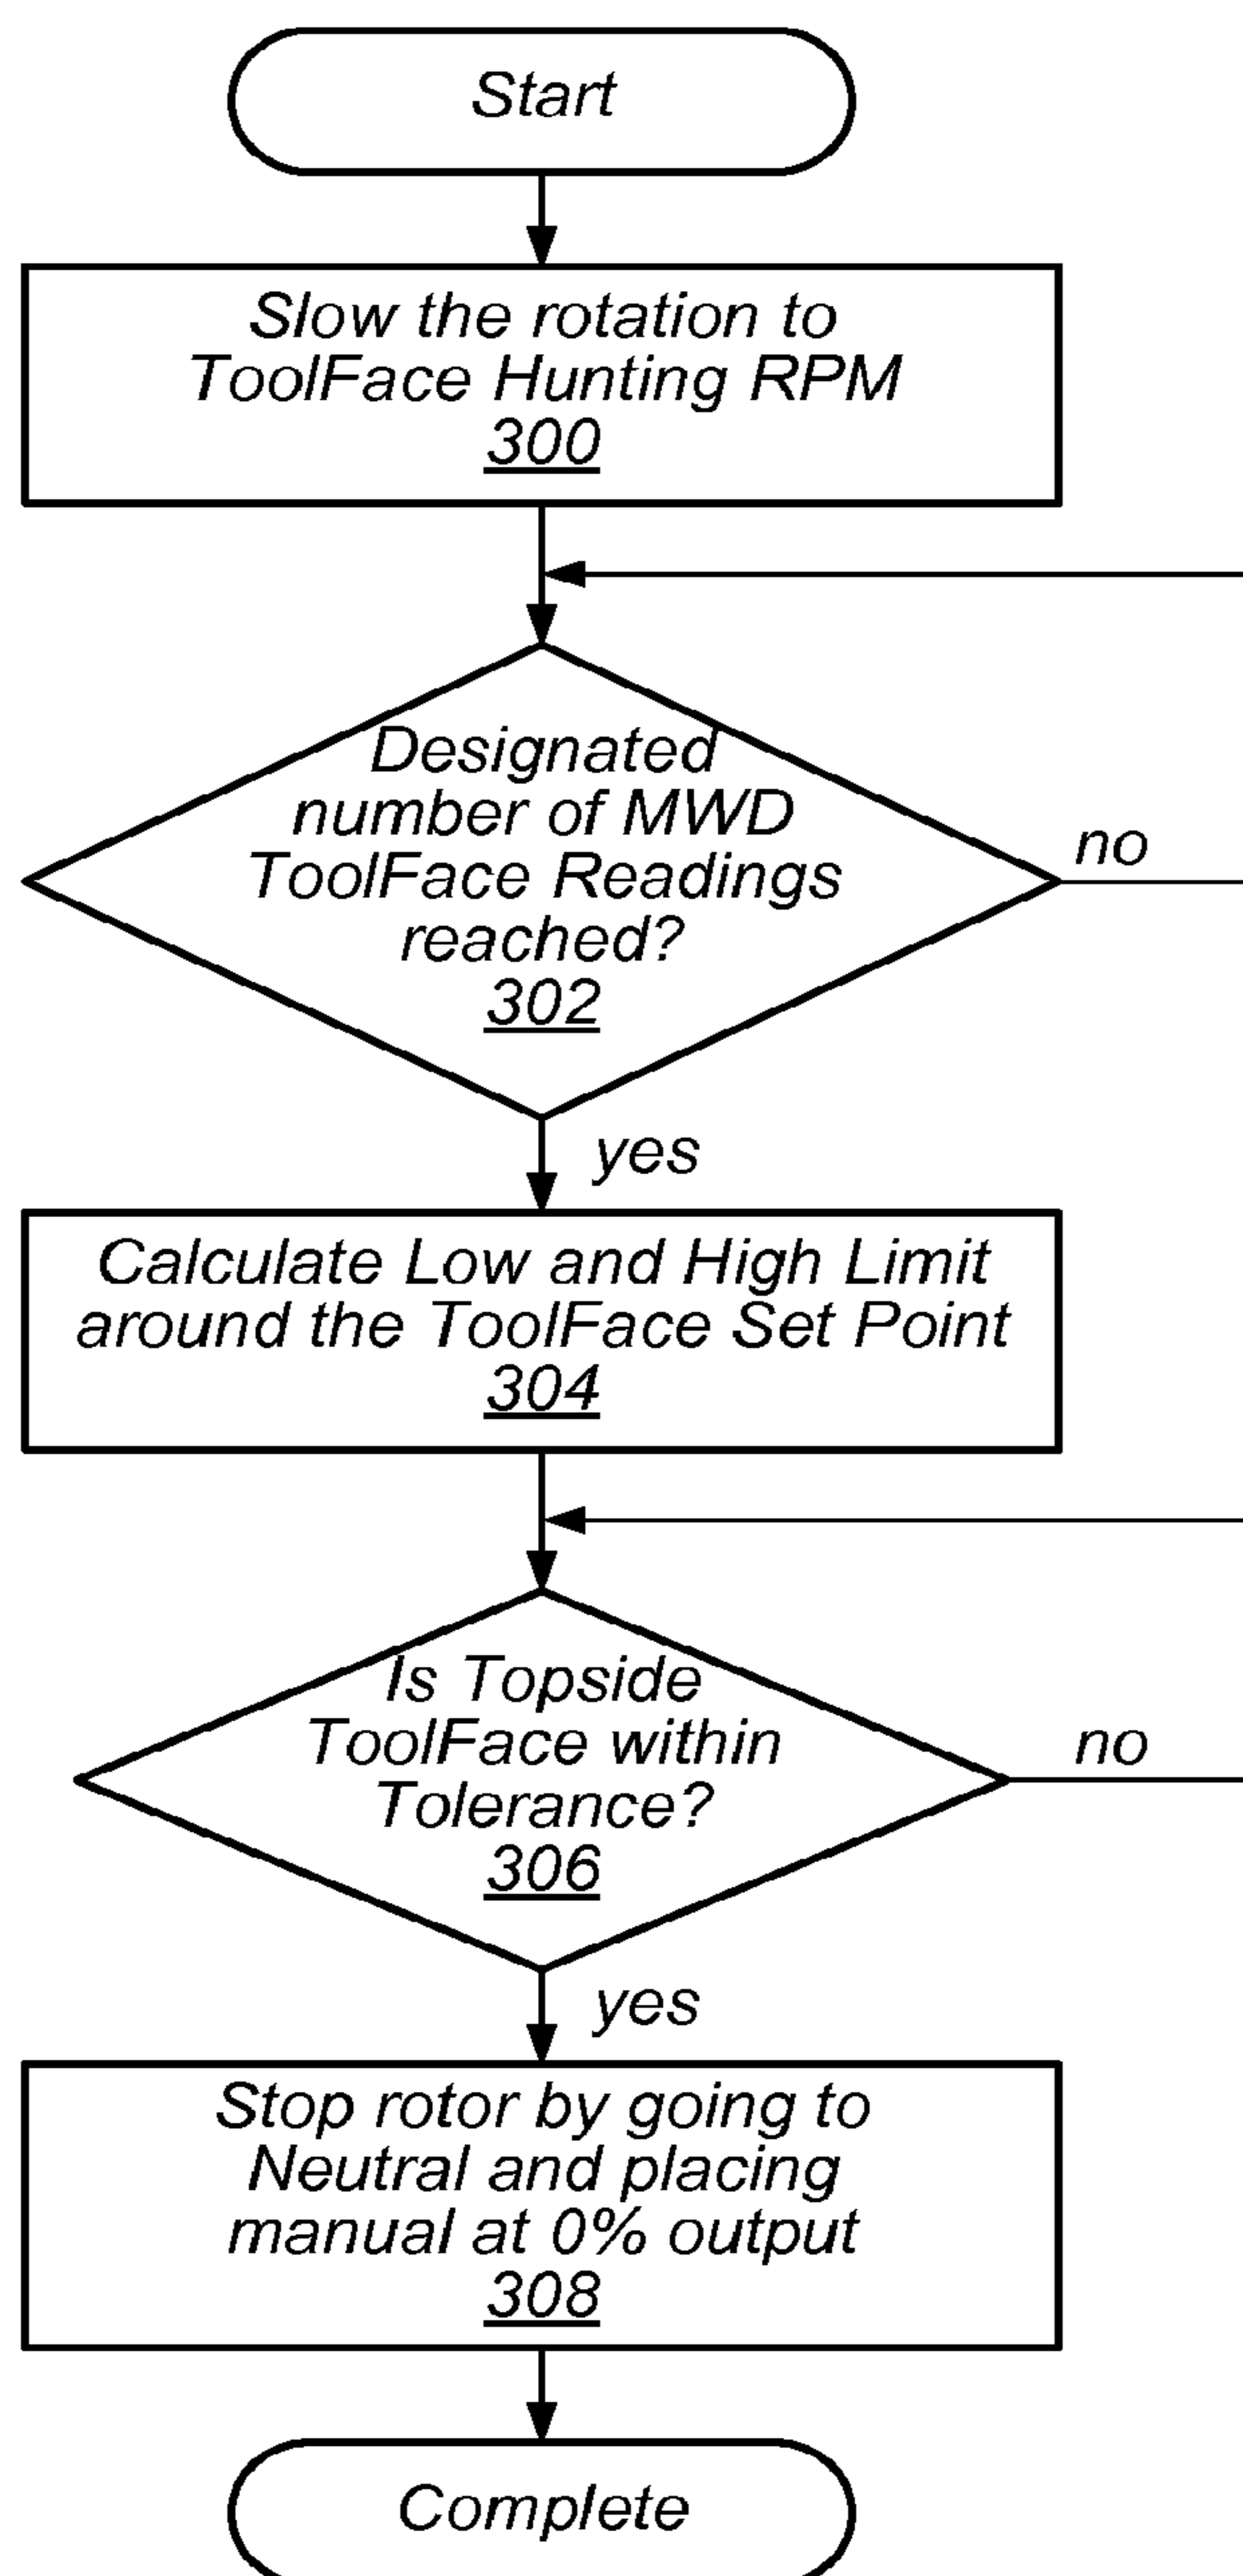 Start
Slow the rotation to
ToolFace Hunting RPM
300
Designated
number of MWD
ToolFace Readings
reached?
302
no
yes
Calculate Low and High Limit
around the ToolFace Set Point
304
Is Topside
ToolFace within
Tolerance?
306
no
yes
Stop rotor by going to
Neutral and placing
manual at 0% output
308
Complete